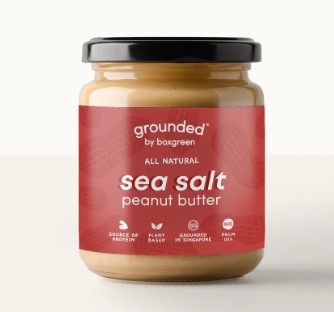 grounded®
by boxgreen
ALL NATURAL
sea salt
peanut butter
SOURCE OF
PROTEIN
PLANT
BASED
GROUNDED
IN SINGAPORE
NO
PALM
OIL